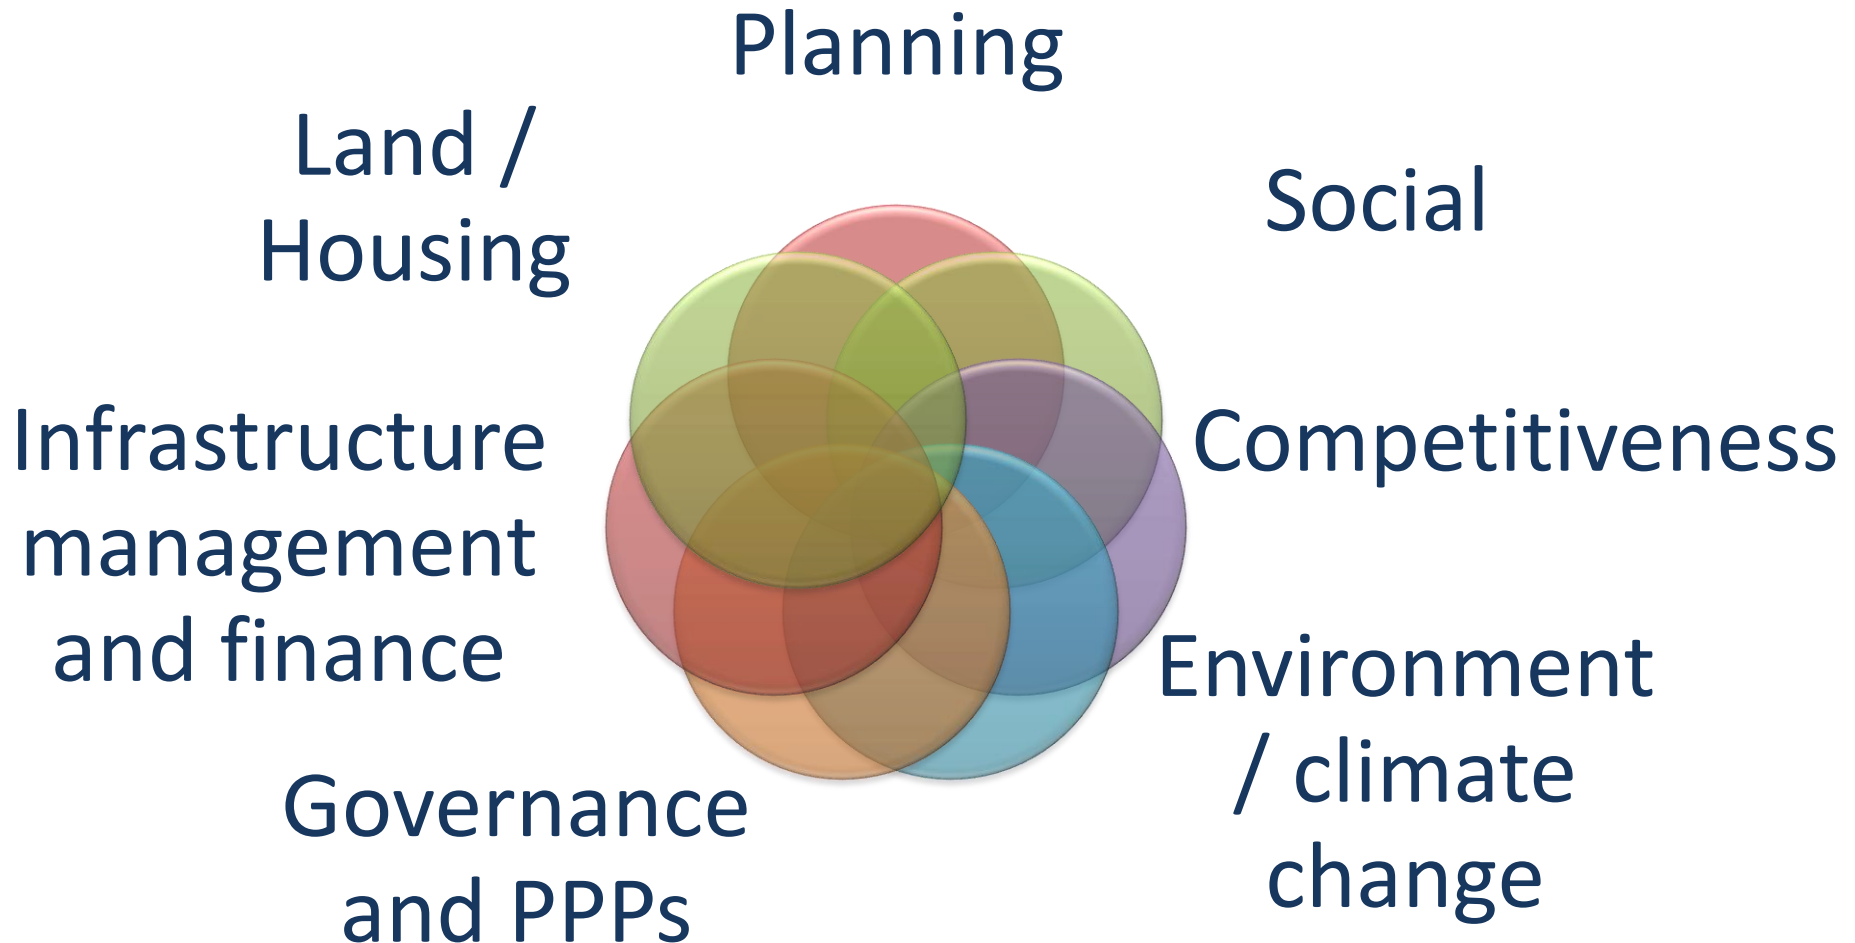 Planning
Land /
Housing
Social
Infrastructure
management
and finance
Competitiveness
Environment
/ climate
change
Governance
and PPPs